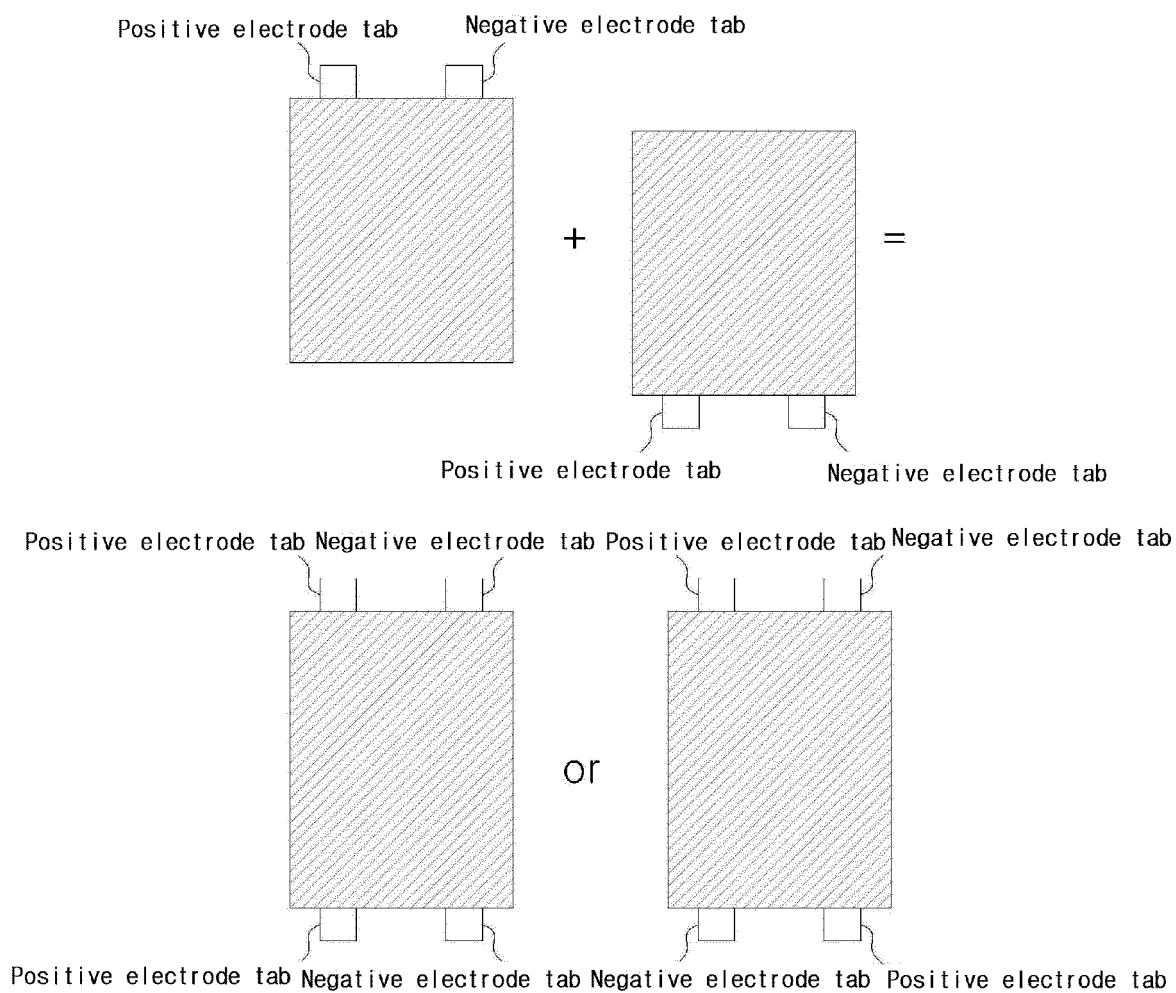 Positive electrode tab
Negative electrode tab
+
=
Positive electrode tab
Negative electrode tab
Positive electrode tab Negative electrode tab Positive electrode tab Negative electrode tab
or
Positive electrode tab Negative electrode tab Negative electrode tab Positive electrode tab